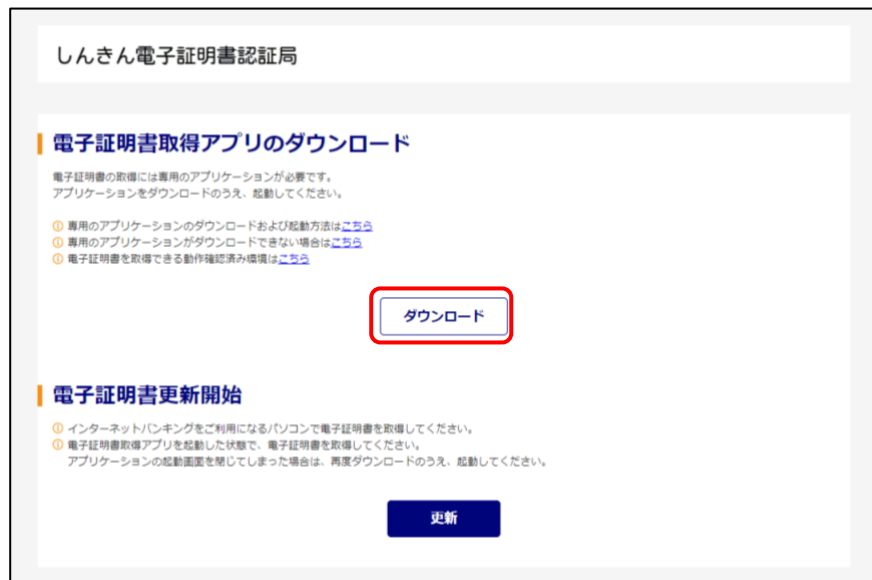 しんきん電子証明書認証局
電子証明書取得アプリのダウンロード
電子証明書の取得には専用のアプリケーションが必要です。
アプリケーションをダウンロードのうえ、起動してください。
専用のアプリケーションのダウンロードおよび起動方法はこちら
専用のアプリケーションがダウンロードできない場合はこちら
電子証明書を取得できる動作確認済み環境はこちら
ダウンロード
電子証明書更新開始
インターネットバンキングをご利用になるパソコンで電子証明書を取得してください。
電子証明書取得アプリを起動した状態で、電子証明書を取得してください。
アプリケーションの起動画面を閉じてしまった場合は、再度ダウンロードのうえ、起動してください。
更新